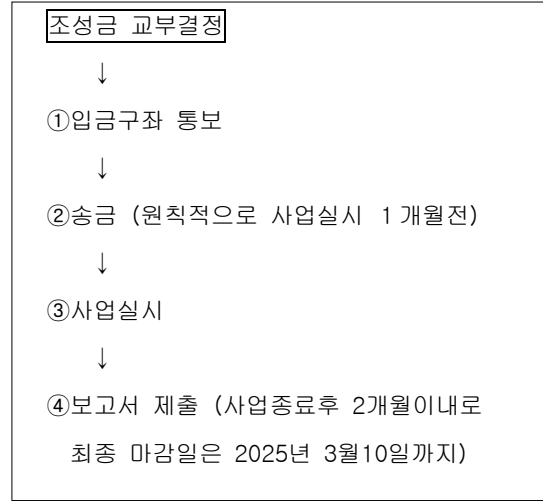 조성금 교부결정
↓
①입금구좌 통보
↓
②송금 (원칙적으로 사업실시 1개월전)
↓
③사업실시
↓
④보고서 제출 (사업종료후 2개월이내로
최종 마감일은 2025년 3월10일까지)